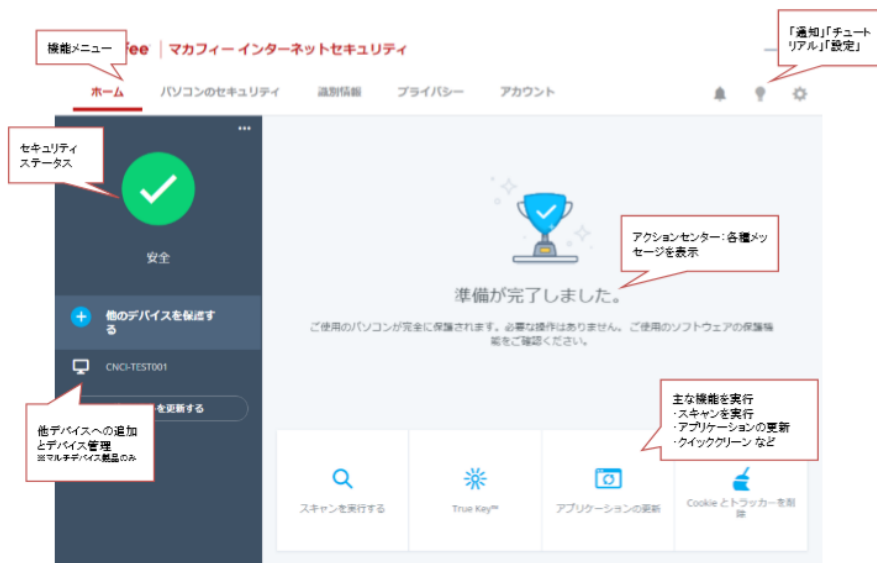 機能メニュー
fee
マカフィー インターネットセキュリティ
「通知」「チュート
リアル」「設定」
ホーム
パソコンのセキュリティ
識別情報
プライバシー
アカウント
セキュリティ
ステータス
安全
アクションセンター：各種メッ
セージを表示
準備が完了しました。
ご使用のパソコンが完全に保護されます。必要な操作はありません。ご使用のソフトウェアの保護機
能をご確認ください。
他のデバイスを保護す
る
CNCI-TEST001
を更新する
他デバイスへの追加
とデバイス管理
※マルチデバイス製品のみ
主な機能を実行
・スキャンを実行
・アプリケーションの更新
・クイッククリーン など
スキャンを実行する
True Key™
アプリケーションの更新
Cookie とトラッカーを削
除